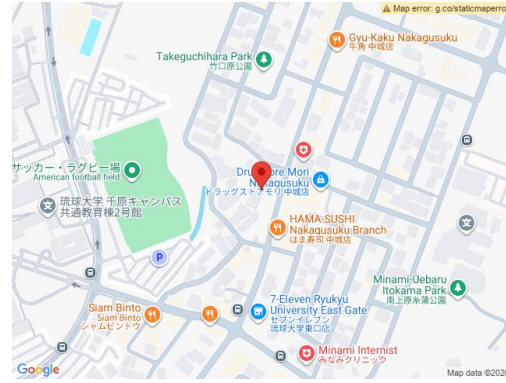 Map error: g.co/staticmaperro
Gyu-Kaku Nakagusuku
牛角 中城店
Takeguchihara Park
竹口原公園
サッカー・ラグビー場
American football field
Drugstore Mori
Nakagusuku
ドラッグストアモリ 中城店
琉球大学 千原キャンパス
共通教育棟2号館
HAMA-SUSHI
Nakagusuku Branch
はま寿司 中城店
P
Minami-Uebaru
Itokama Park
南上原糸蒲公園
Siam Binto
Siam Binto
シャムビントウ
7-Eleven Ryukyu
University East Gate
セブンイレブン
琉球大学東口店
Minami Internist
みなみクリニック
Google
Map data ©2026